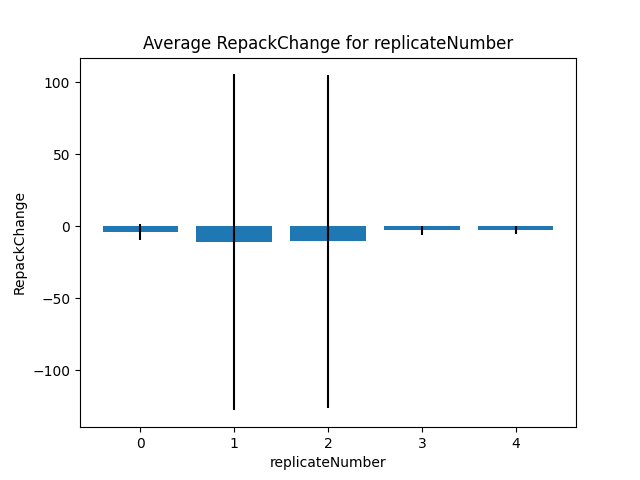 Average RepackChange for replicateNumber
100
50
0
−50
−100
RepackChange
0 1 2 3 4
replicateNumber